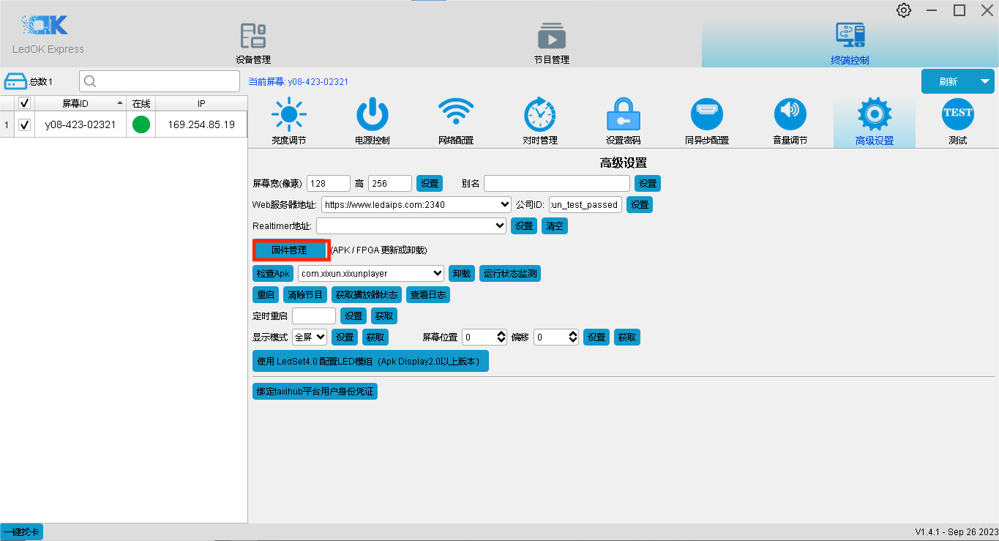 LedOK Express
设备管理
节目管理
终端控制
总数 1
当前屏幕: y08-423-02321
刷新
屏幕ID 在线 IP
1 y08-423-02321 169.254.85.19
亮度调节 电源控制 网络配置 对时管理 设置密码 同异步配置 音量调节 高级设置 TEST 测试
高级设置
屏幕宽(像素) 128 高 256 设置 别名 设置
Web服务器地址: https://www.ledaips.com:2340 公司ID: :un_test_passed 设置
Realtimer地址: 设置 清空
固件管理 (APK / FPGA 更新或卸载)
检查Apk com.xixun.xixunplayer 卸载 运行状态监测
重启 清除节目 获取播放器状态 查看日志
定时重启 设置 获取
显示模式 全屏 设置 获取 屏幕位置 0 偏移 0 设置 获取
使用 LedSet4.0 配置LED模组（Apk Display2.0以上版本）
绑定taxihub平台用户身份凭证
一键找卡
V1.4.1 - Sep 26 2023